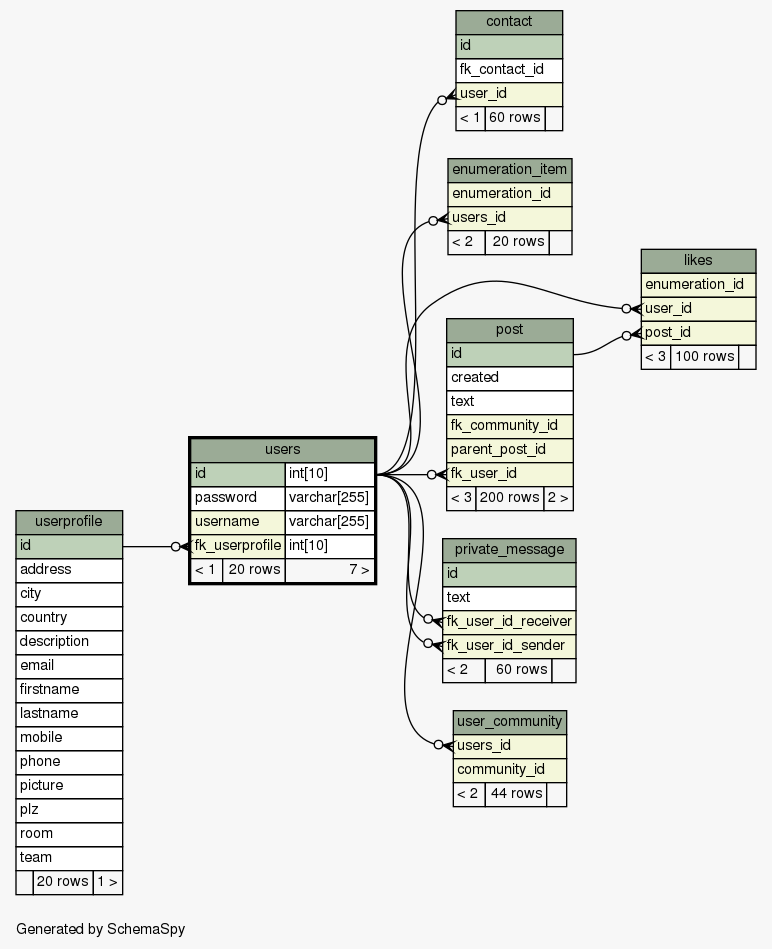 contact
id
fk_contact_id
user_id
< 1 60 rows
enumeration_item
enumeration_id
users_id
< 2 20 rows
likes
enumeration_id
user_id
post_id
< 3 100 rows
post
id
created
text
fk_community_id
parent_post_id
fk_user_id
< 3 200 rows 2 >
users
id int[10]
password varchar[255]
username varchar[255]
fk_userprofile int[10]
< 1 20 rows 7 >
userprofile
id
address
city
country
description
email
firstname
lastname
mobile
phone
picture
plz
room
team
20 rows 1 >
private_message
id
text
fk_user_id_receiver
fk_user_id_sender
< 2 60 rows
user_community
users_id
community_id
< 2 44 rows
Generated by SchemaSpy